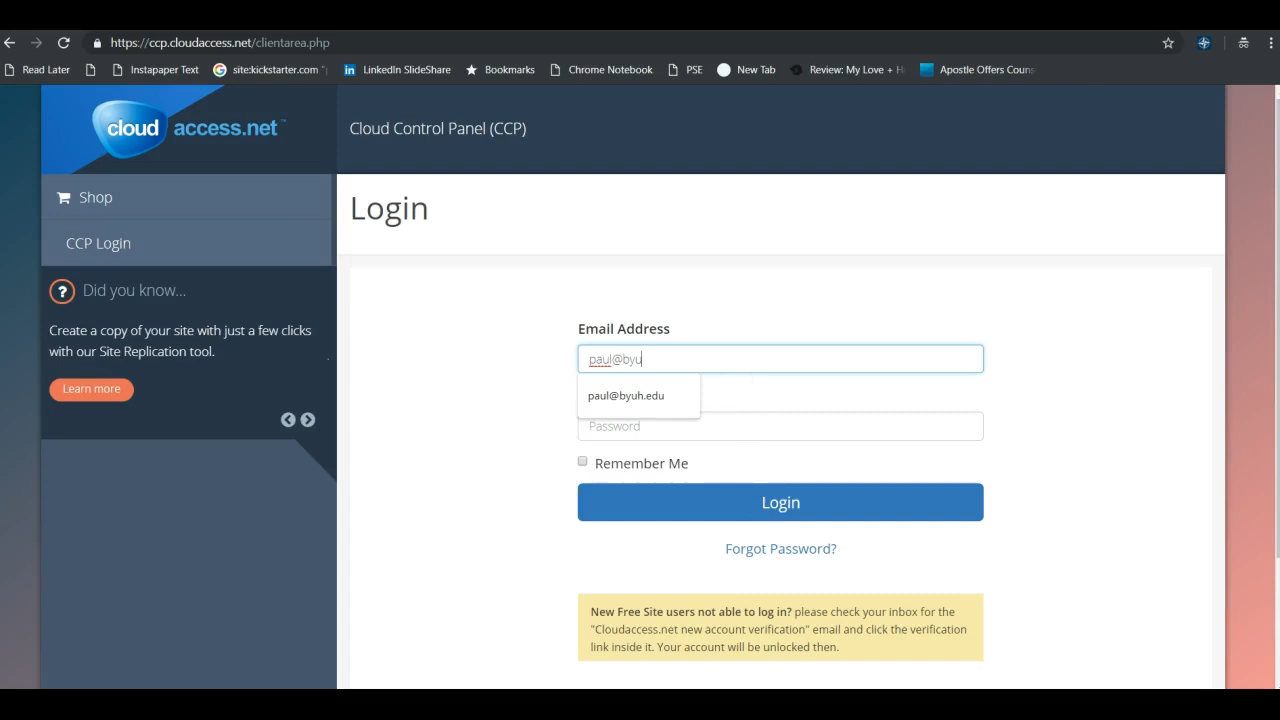 https://ccp.cloudaccess.net/clientarea.php
Read Later
Instapaper Text
site:kickstarter.com "
LinkedIn SlideShare
Bookmarks
Chrome Notebook
PSE
New Tab
Review: My Love + H
Apostle Offers Couns
cloudaccess.net™
Cloud Control Panel (CCP)
Shop
CCP Login
? Did you know...
Create a copy of your site with just a few clicks
with our Site Replication tool.
Learn more
Login
Email Address
paul@byu
paul@byuh.edu
Password
Remember Me
Login
Forgot Password?
New Free Site users not able to log in? please check your inbox for the
"Cloudaccess.net new account verification" email and click the verification
link inside it. Your account will be unlocked then.